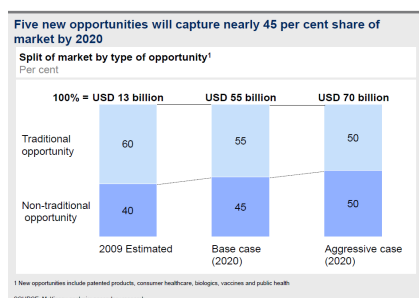 Five new opportunities will capture nearly 45 per cent share of
market by 2020
Split of market by type of opportunity1
Per cent
100% = USD 13 billion USD 55 billion USD 70 billion
Traditional
opportunity
60
55
50
Non-traditional
opportunity
40
45
50
2009 Estimated
Base case
(2020)
Aggressive case
(2020)
1 New opportunities include patented products, consumer healthcare, biologics, vaccines and public health